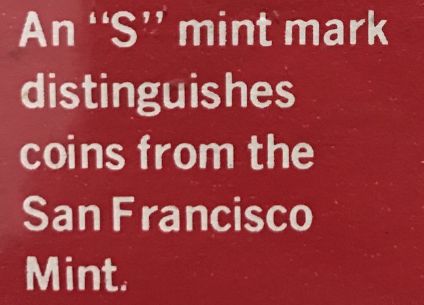 An “S” mint mark
distinguishes
coins from the
San Francisco
Mint.